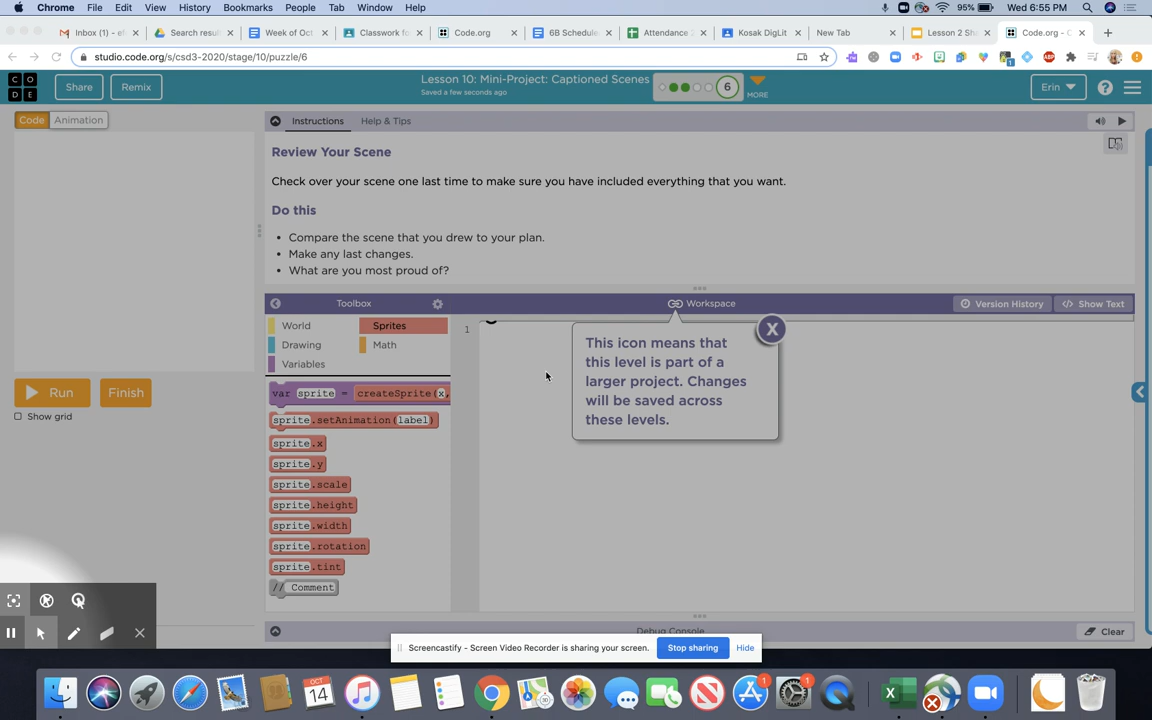 Chrome File Edit View History Bookmarks People Tab Window Help 95% Wed 6:55 PM
Inbox (1) - ef Search resul Week of Oct Classwork fo Code.org 6B Schedule Attendance Kosak DigLit New Tab Lesson 2 Sha Code.org - C
studio.code.org/s/csd3-2020/stage/10/puzzle/6
CO
DE
Share Remix Lesson 10: Mini-Project: Captioned Scenes 6 MORE Erin ?
Saved a few seconds ago
Code Animation Instructions Help & Tips
Review Your Scene
Check over your scene one last time to make sure you have included everything that you want.
Do this
• Compare the scene that you drew to your plan.
• Make any last changes.
• What are you most proud of?
Toolbox Workspace Version History Show Text
World Sprites
Drawing Math
Variables
1
X
This icon means that
this level is part of a
larger project. Changes
will be saved across
these levels.
Run Finish
Show grid
var sprite = createSprite(x,
sprite.setAnimation(label)
sprite.x
sprite.y
sprite.scale
sprite.height
sprite.width
sprite.rotation
sprite.tint
// Comment
Debug Console Clear
Screencastify - Screen Video Recorder is sharing your screen. Stop sharing Hide
OCT
14
1
1